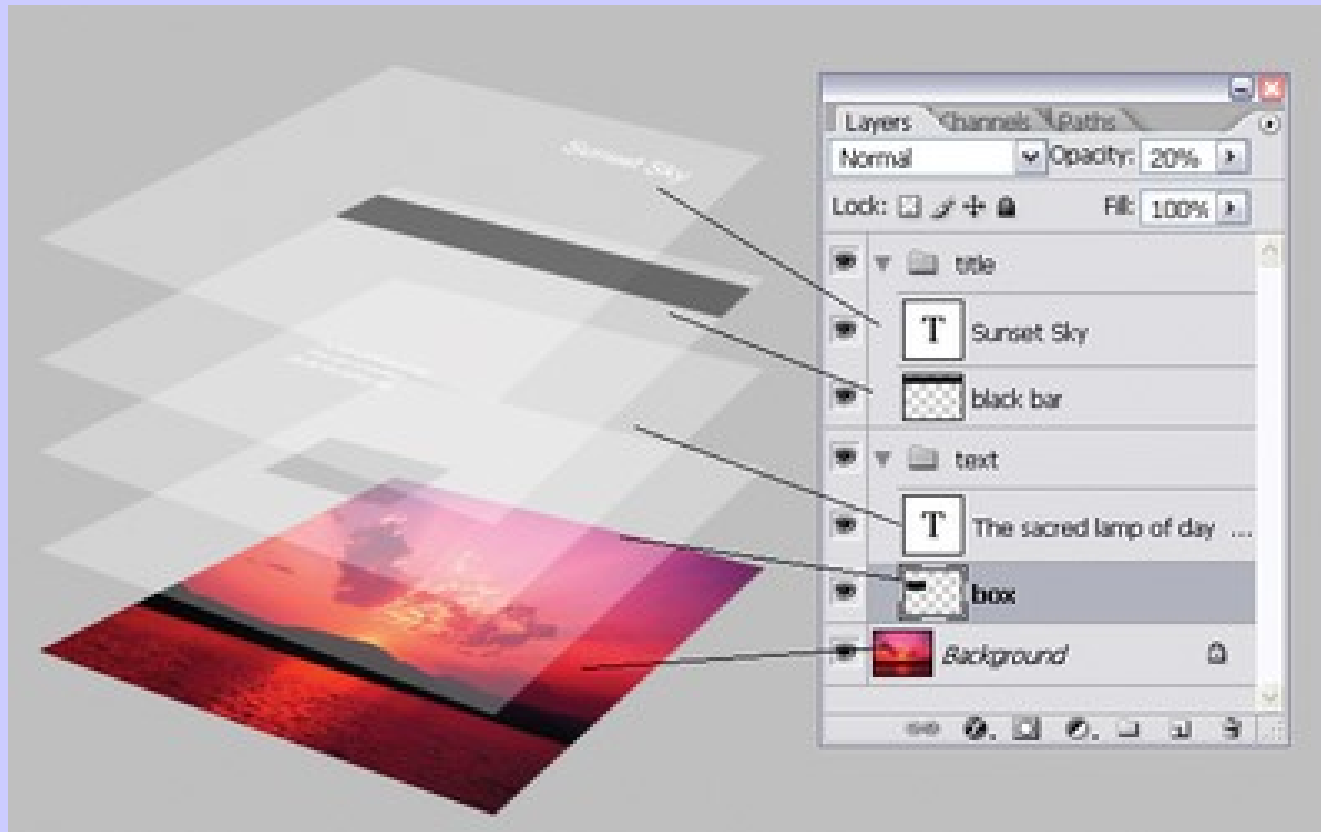 Sunset Sky
Layers Channels Paths
Normal Opacity: 20%
Lock: Fill: 100%
title
T Sunset Sky
black bar
text
T The sacred lamp of day ...
box
Background